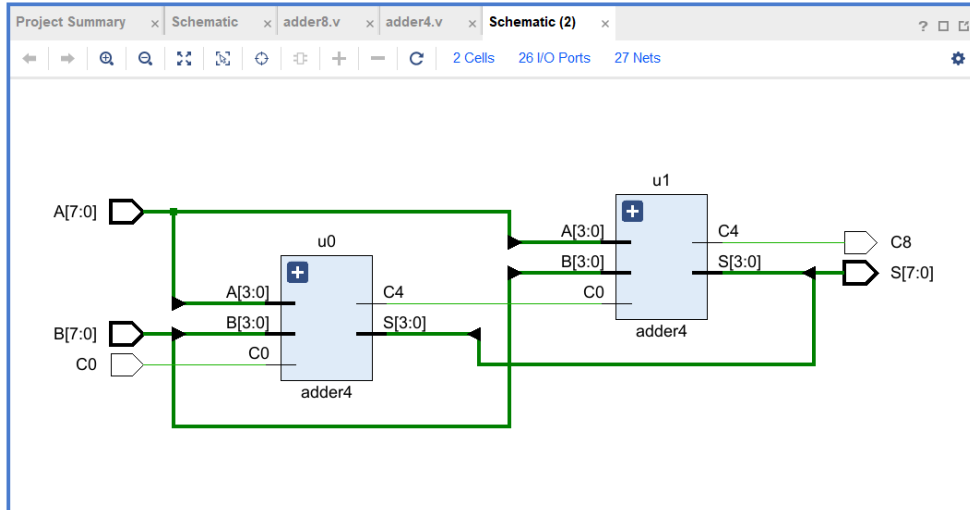 Project Summary × Schematic × adder8.v × adder4.v × Schematic (2) ×
?
2 Cells 26 I/O Ports 27 Nets
u1
A[7:0]
A[3:0] C4
C8
u0
B[3:0] S[3:0]
S[7:0]
A[3:0] C4
C0
B[7:0]
B[3:0] S[3:0]
adder4
C0
C0
adder4